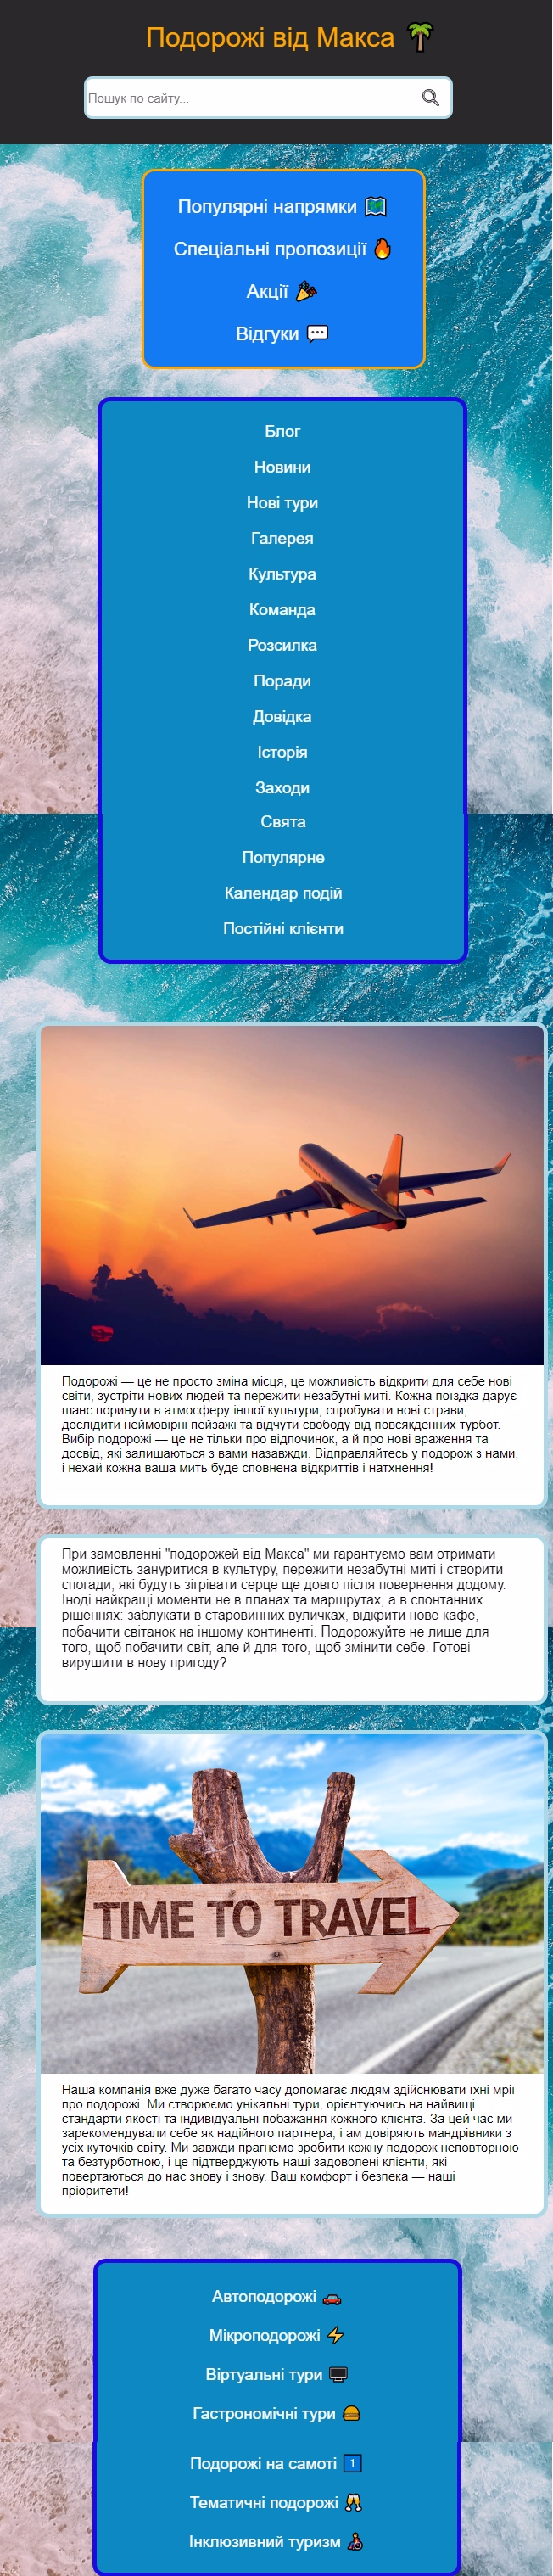 Подорожі від Макса 🌴
Пошук по сайту...
Популярні напрямки 🗺️
Спеціальні пропозиції 🔥
Акції 🎉
Відгуки 💬
Блог
Новини
Нові тури
Галерея
Культура
Команда
Розсилка
Поради
Довідка
Історія
Заходи
Свята
Популярне
Календар подій
Постійні клієнти
Подорожі — це не просто зміна місця, це можливість відкрити для себе нові
світи, зустріти нових людей та пережити незабутні миті. Кожна поїздка дарує
шанс поринути в атмосферу іншої культури, спробувати нові страви,
дослідити неймовірні пейзажі та відчути свободу від повсякденних турбот.
Вибір подорожі — це не тільки про відпочинок, а й про нові враження та
досвід, які залишаються з вами назавжди. Відправляйтесь у подорож з нами,
і нехай кожна ваша мить буде сповнена відкриттів і натхнення!
При замовленні "подорожей від Макса" ми гарантуємо вам отримати
можливість зануритися в культуру, пережити незабутні миті і створити
спогади, які будуть зігрівати серце ще довго після повернення додому.
Іноді найкращі моменти не в планах та маршрутах, а в спонтанних
рішеннях: заблукати в старовинних вуличках, відкрити нове кафе,
побачити світанок на іншому континенті. Подорожуйте не лише для
того, щоб побачити світ, але й для того, щоб змінити себе. Готові
вирушити в нову пригоду?
TIME TO TRAVEL
Наша компанія вже дуже багато часу допомагає людям здійснювати їхні мрії
про подорожі. Ми створюємо унікальні тури, орієнтуючись на найвищі
стандарти якості та індивідуальні побажання кожного клієнта. За цей час ми
зарекомендували себе як надійного партнера, і ам довіряють мандрівники з
усіх куточків світу. Ми завжди прагнемо зробити кожну подорож неповторною
та безтурботною, і це підтверджують наші задоволені клієнти, які
повертаються до нас знову і знову. Ваш комфорт і безпека — наші
пріоритети!
Автоподорожі 🚗
Мікроподорожі ⚡
Віртуальні тури 🖥️
Гастрономічні тури 🍔
Подорожі на самоті 1️⃣
Тематичні подорожі 🥂
Інклюзивний туризм 👩‍🦽